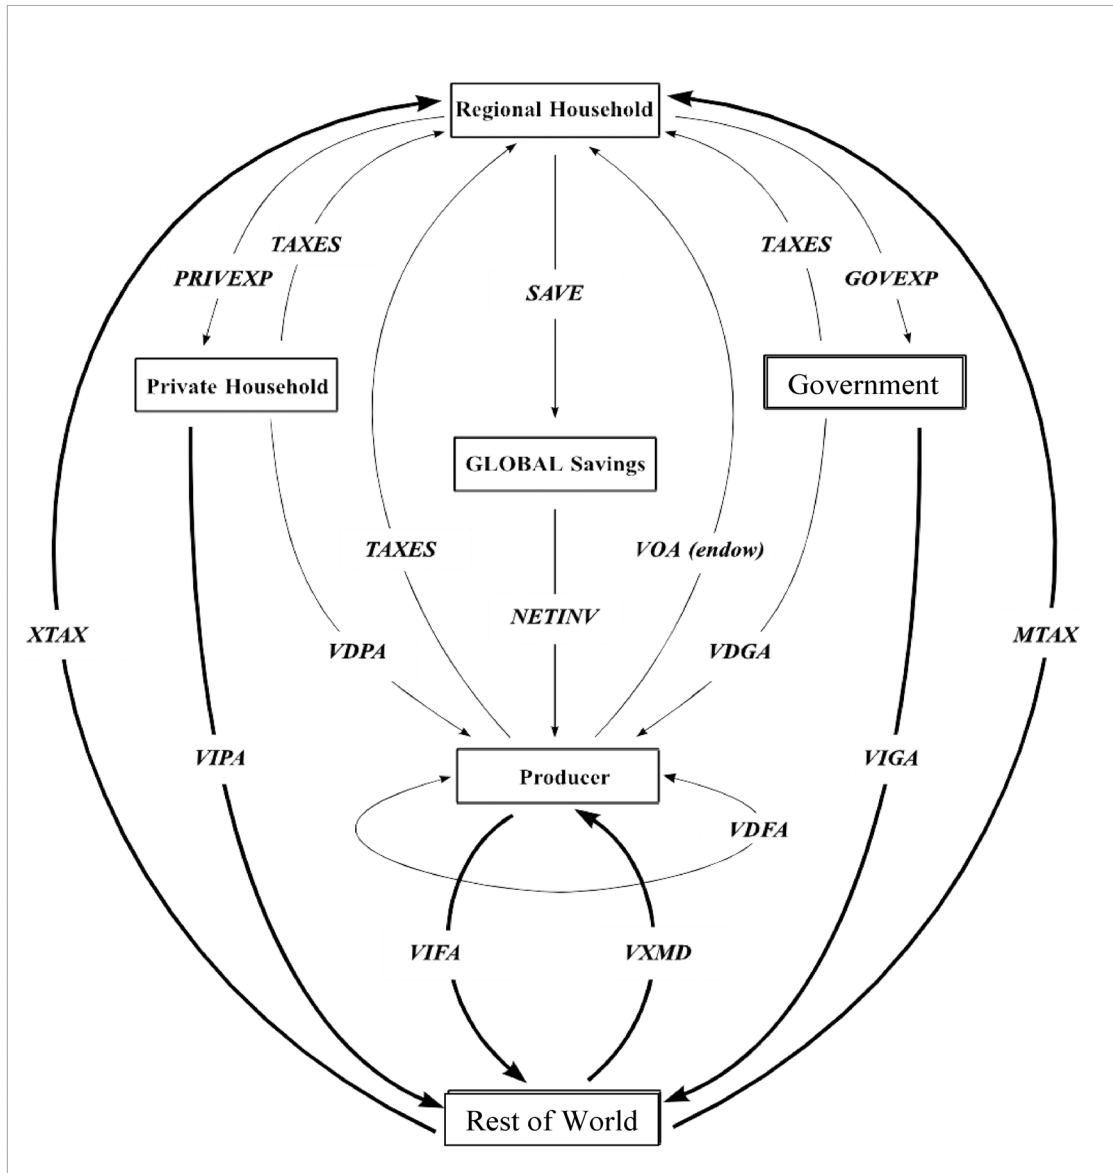 Regional Household
TAXES
TAXES
PRIVEXP
GOVEXP
SAVE
Private Household
Government
GLOBAL Savings
TAXES
VOA (endow)
NETINV
XTAX
MTAX
VDPA
VDGA
VIPA
VIGA
Producer
VDFA
VIFA
VXMD
Rest of World